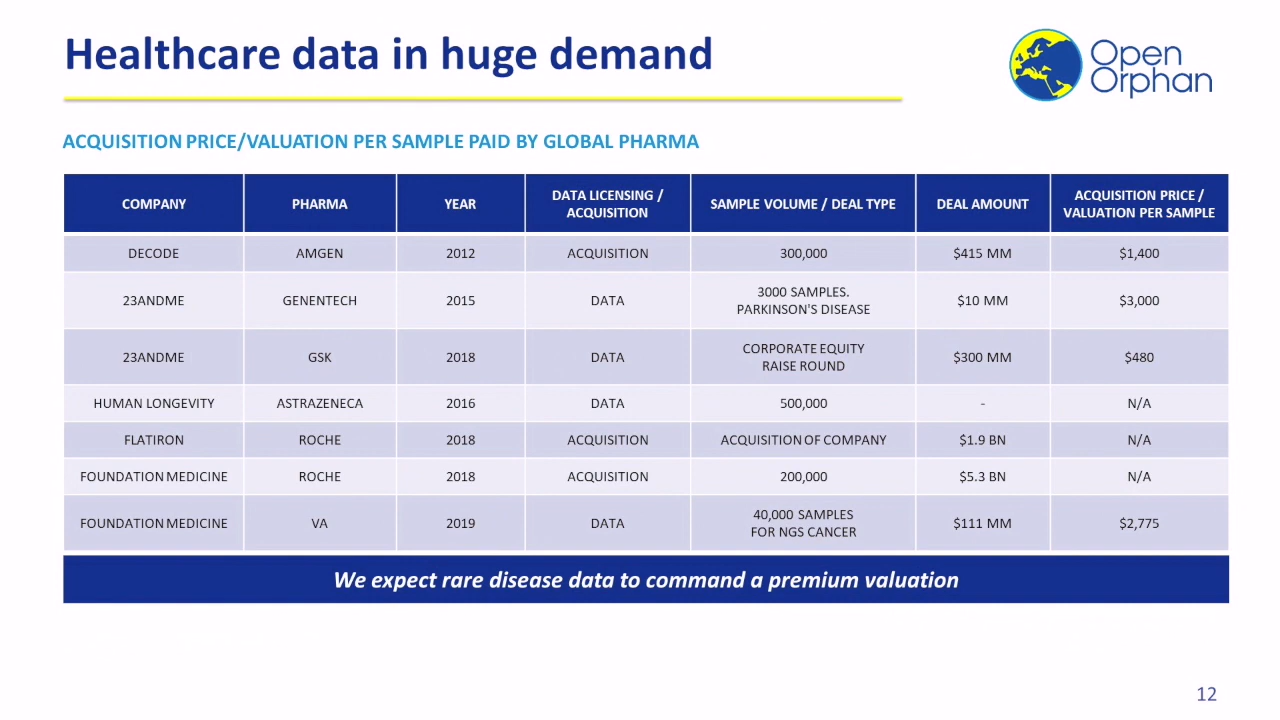 Healthcare data in huge demand
Open
Orphan
ACQUISITION PRICE/VALUATION PER SAMPLE PAID BY GLOBAL PHARMA
COMPANY PHARMA YEAR DATA LICENSING / ACQUISITION SAMPLE VOLUME / DEAL TYPE DEAL AMOUNT ACQUISITION PRICE / VALUATION PER SAMPLE
DECODE AMGEN 2012 ACQUISITION 300,000 $415 MM $1,400
23ANDME GENENTECH 2015 DATA 3000 SAMPLES. PARKINSON'S DISEASE $10 MM $3,000
23ANDME GSK 2018 DATA CORPORATE EQUITY RAISE ROUND $300 MM $480
HUMAN LONGEVITY ASTRAZENECA 2016 DATA 500,000 - N/A
FLATIRON ROCHE 2018 ACQUISITION ACQUISITION OF COMPANY $1.9 BN N/A
FOUNDATION MEDICINE ROCHE 2018 ACQUISITION 200,000 $5.3 BN N/A
FOUNDATION MEDICINE VA 2019 DATA 40,000 SAMPLES FOR NGS CANCER $111 MM $2,775
We expect rare disease data to command a premium valuation
12